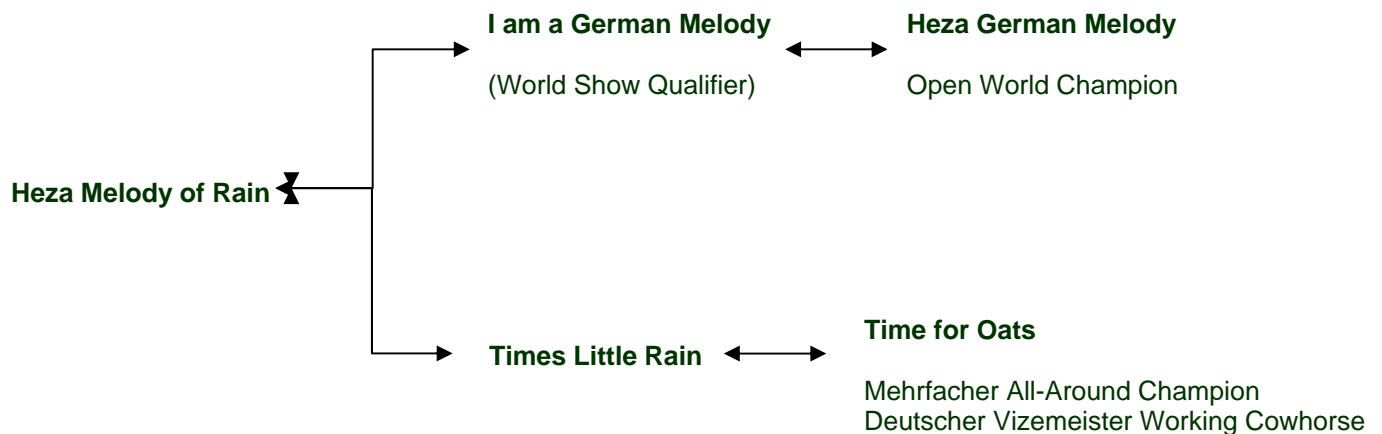 I am a German Melody
(World Show Qualifier)
Heza German Melody
Open World Champion
Heza Melody of Rain
Times Little Rain
Time for Oats
Mehrfacher All-Around Champion
Deutscher Vizemeister Working Cowhorse